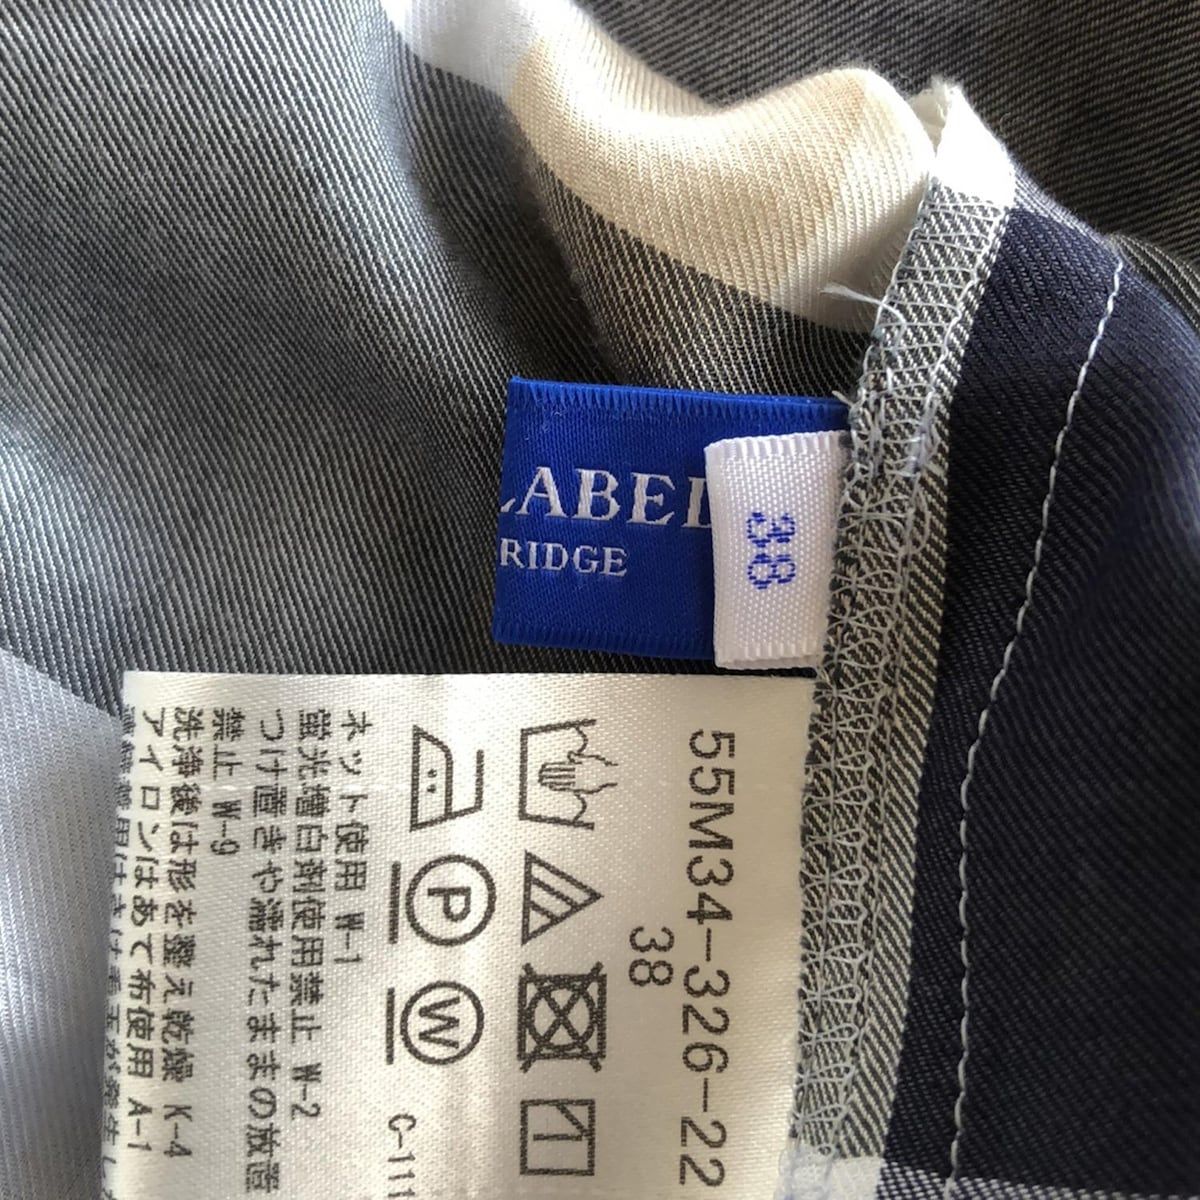 LABEL
RIDGE
38
55M34-326-22
38
P
W
C-111
ネット使用 W-1
蛍光増白剤使用禁止 W-2
つけ置きや濡れたままの放置
禁止 W-9
洗浄後は形を整え乾燥 K-4
アイロンはあて布使用 A-1